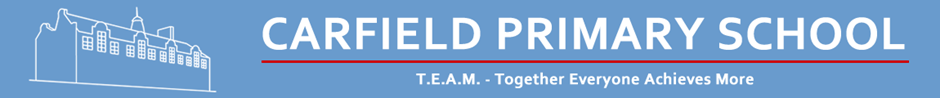 CARFIELD PRIMARY SCHOOL
T.E.A.M. - Together Everyone Achieves More